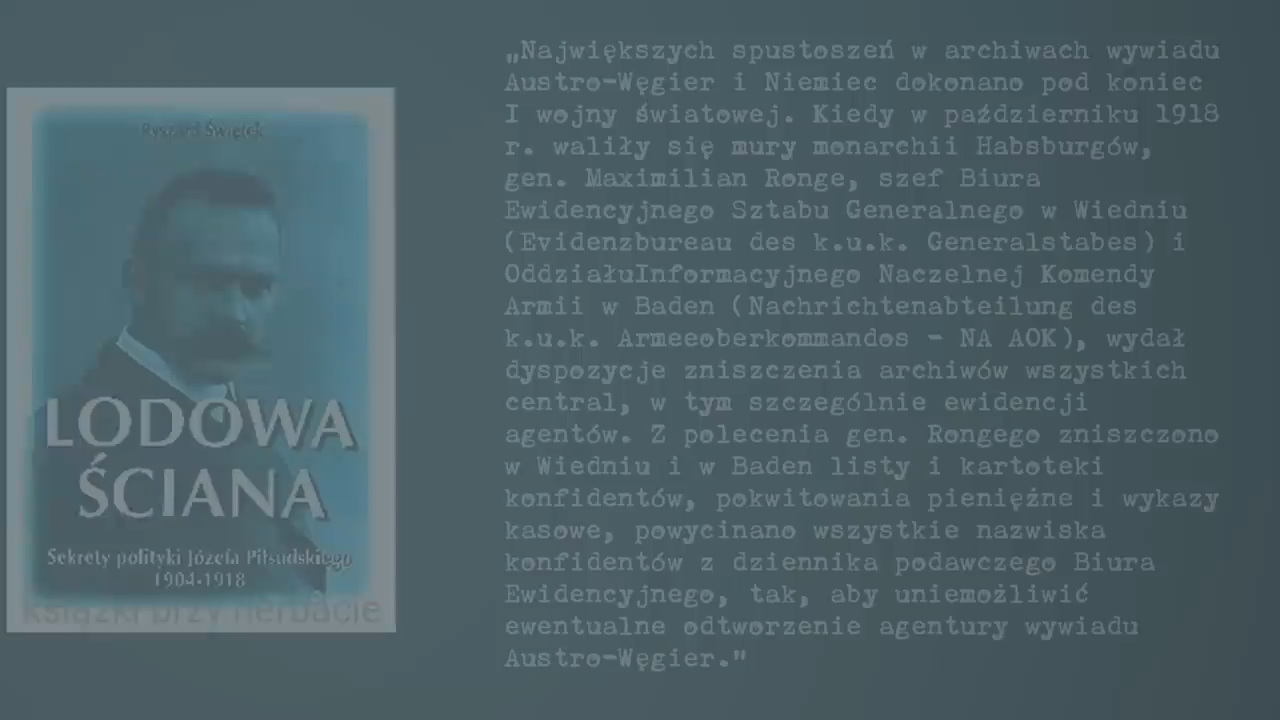 Ryszard Świętek
LODOWA
ŚCIANA
Sekrety polityki Józefa Piłsudskiego
1904-1918
książki przy herbacie
„Największych spustoszeń w archiwach wywiadu
Austro-Węgier i Niemiec dokonano pod koniec
I wojny światowej. Kiedy w październiku 1918
r. waliły się mury monarchii Habsburgów,
gen. Maximilian Ronge, szef Biura
Ewidencyjnego Sztabu Generalnego w Wiedniu
(Evidenzbureau des k.u.k. Generalstabes) i
OddziałuInformacyjnego Naczelnej Komendy
Armii w Baden (Nachrichtenabteilung des
k.u.k. Armeeoberkommandos - NA AOK), wydał
dyspozycje zniszczenia archiwów wszystkich
central, w tym szczególnie ewidencji
agentów. Z polecenia gen. Rongego zniszczono
w Wiedniu i w Baden listy i kartoteki
konfidentów, pokwitowania pieniężne i wykazy
kasowe, powycinano wszystkie nazwiska
konfidentów z dziennika podawczego Biura
Ewidencyjnego, tak, aby uniemożliwić
ewentualne odtworzenie agentury wywiadu
Austro-Węgier."